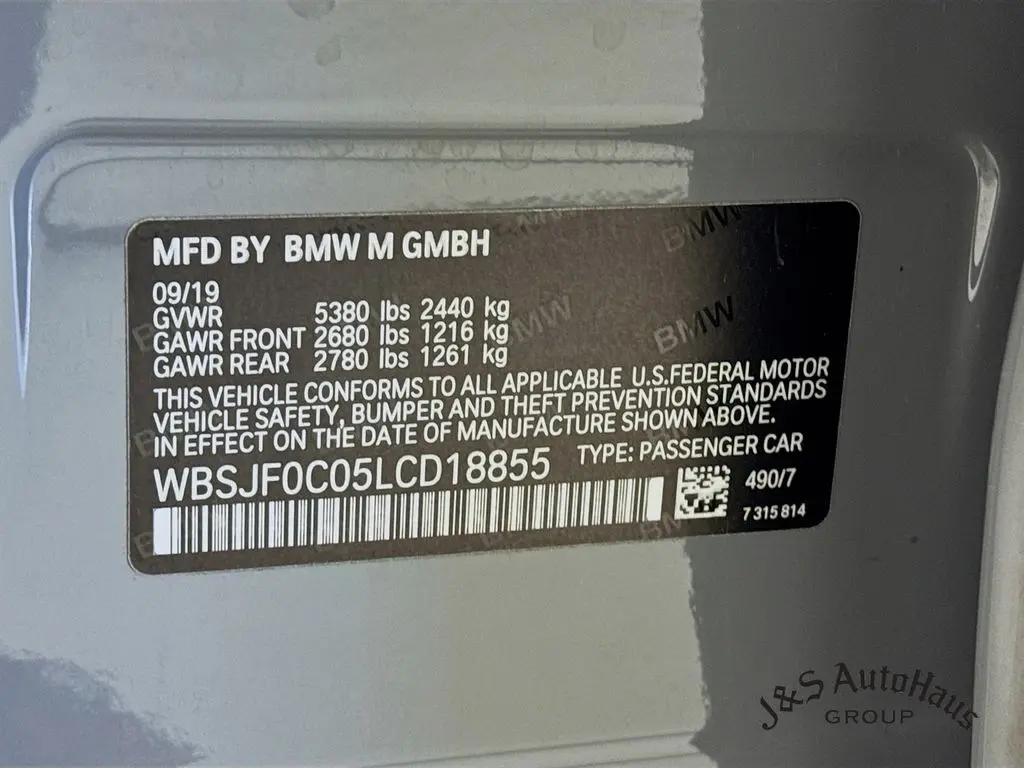 MFD BY BMW M GMBH
09/19
GVWR 5380 lbs 2440 kg
GAWR FRONT 2680 lbs 1216 kg
GAWR REAR 2780 lbs 1261 kg
THIS VEHICLE CONFORMS TO ALL APPLICABLE U.S.FEDERAL MOTOR
VEHICLE SAFETY, BUMPER AND THEFT PREVENTION STANDARDS
IN EFFECT ON THE DATE OF MANUFACTURE SHOWN ABOVE.
WBSJF0C05LCD18855 TYPE: PASSENGER CAR
490/7
7 315 814
BMW
BMW
BMW
J&S AutoHaus
GROUP